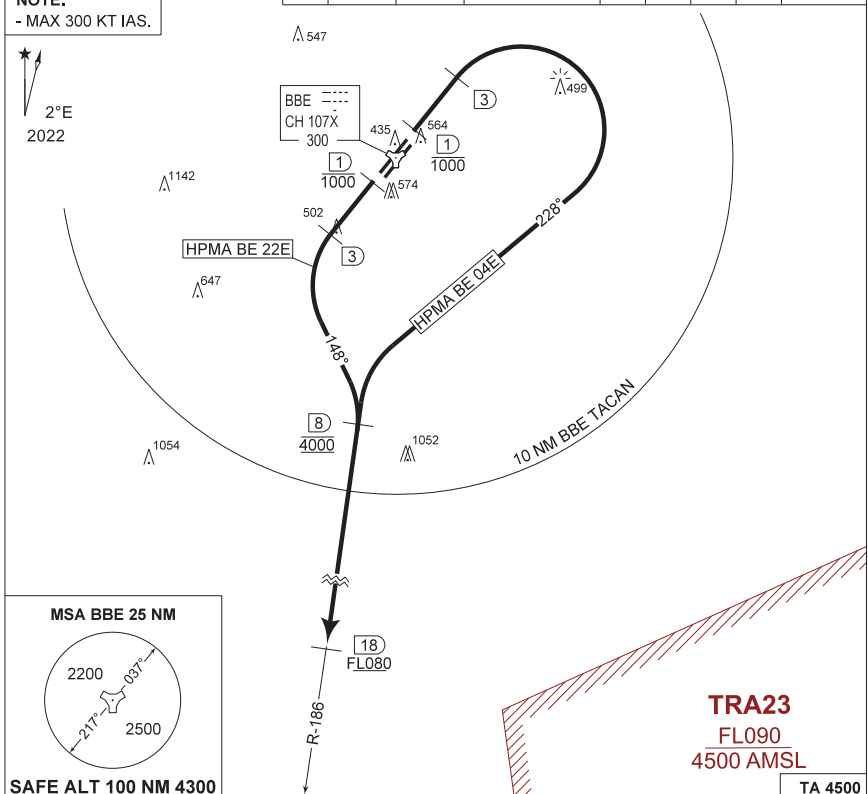 NOTE:
- MAX 300 KT IAS.
547
2°E
2022
499
3
BBE
CH 107X
300
435
564
1
1000
1
1000
574
1142
502
3
HPMA BE 22E
228°
647
HPMA BE 04E
148°
8
4000
1052
1054
10 NM BBE TACAN
MSA BBE 25 NM
2200
037°
217°
2500
SAFE ALT 100 NM 4300
18
FL080
R-186
TRA23
FL090
4500 AMSL
TA 4500